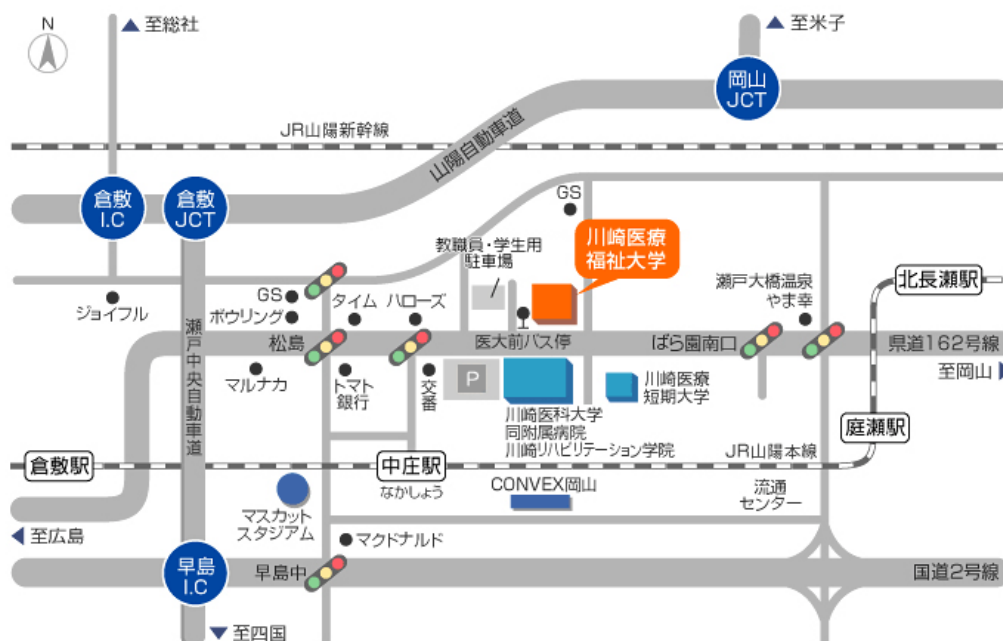 N
▲至総社
▲至米子
岡山
JCT
JR山陽新幹線
山陽自動車道
倉敷
I.C
倉敷
JCT
GS
川崎医療
福祉大学
教職員・学生用
駐車場
瀬戸大橋温泉
やま幸
北長瀬駅
ジョイフル
GS
ボウリング
タイム
ハローズ
松島
医大前バス停
ばら園南口
県道162号線
至岡山▶
瀬戸中央自動車道
マルナカ
トマト
銀行
交番
P
川崎医療
短期大学
川崎医科大学
同附属病院
川崎リハビリテーション学院
庭瀬駅
JR山陽本線
倉敷駅
中庄駅
なかしょう
CONVEX岡山
流通
センター
マスカット
スタジアム
◀至広島
マクドナルド
早島
I.C
早島中
国道2号線
▼至四国